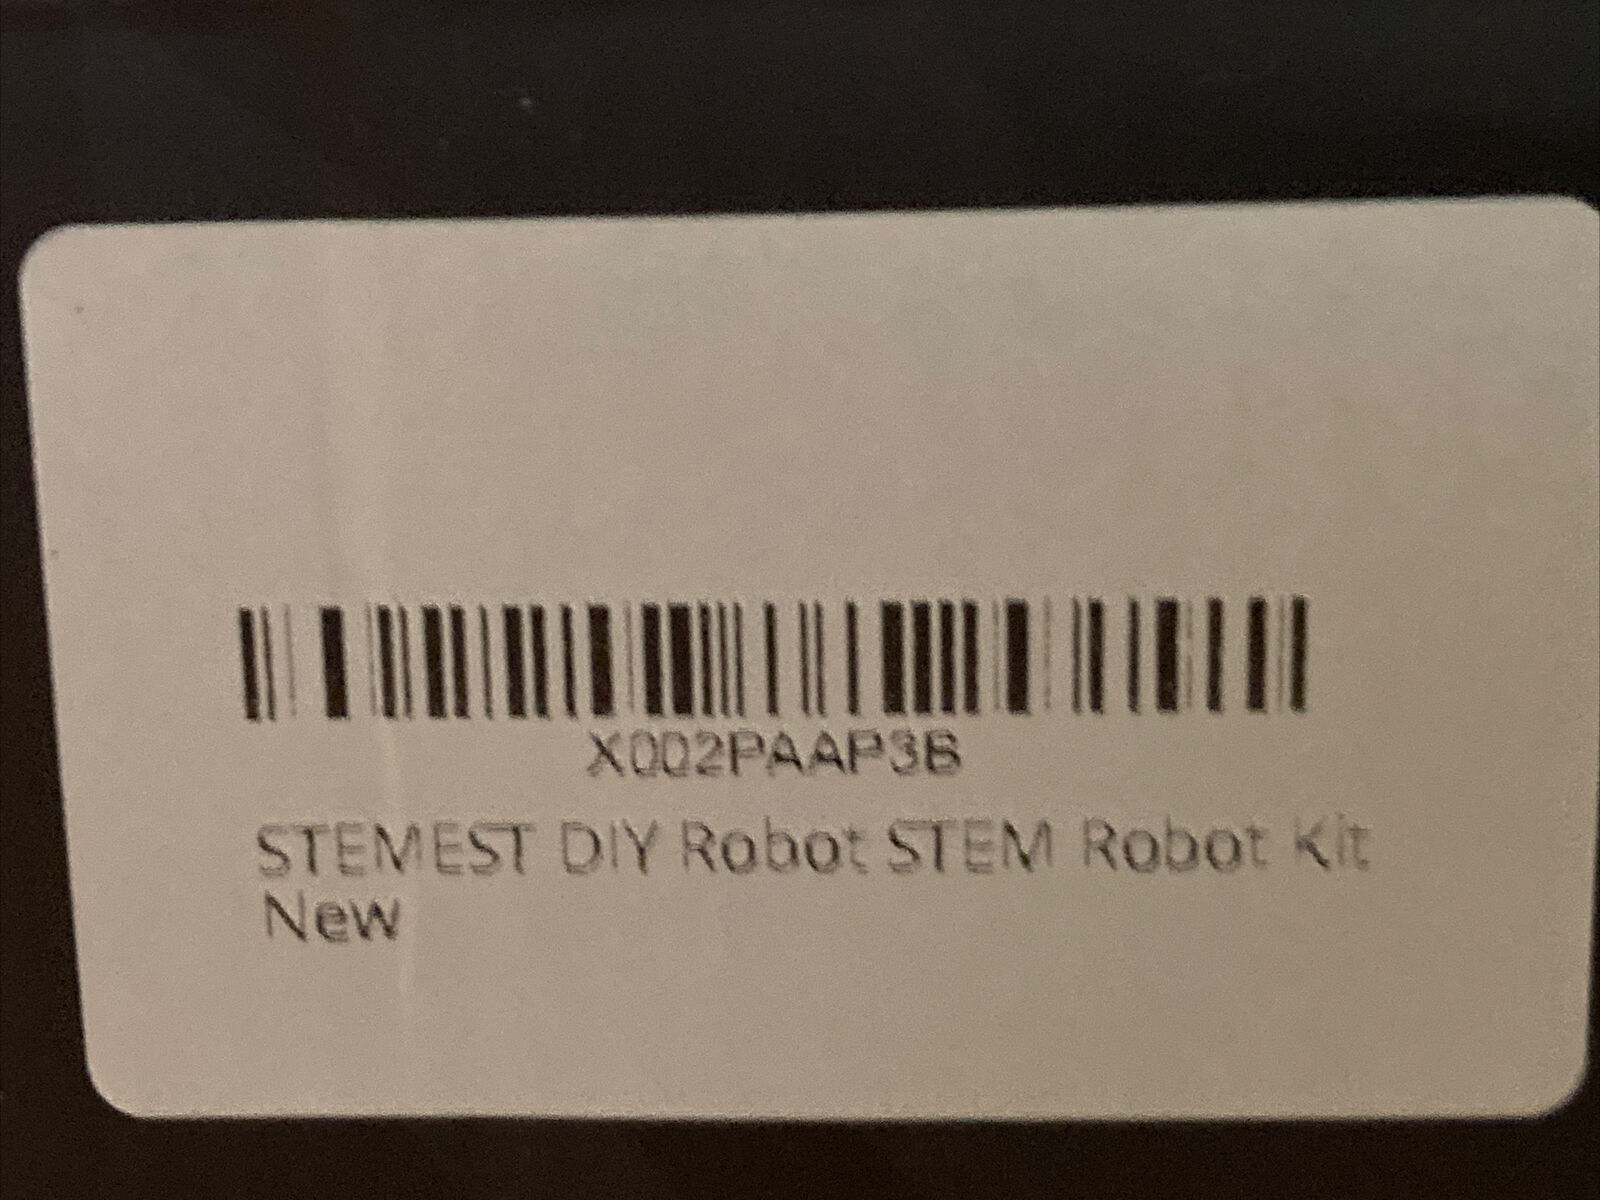 X002PAAP3B
STEMEST DIY Robot STEM Robot Kit
New